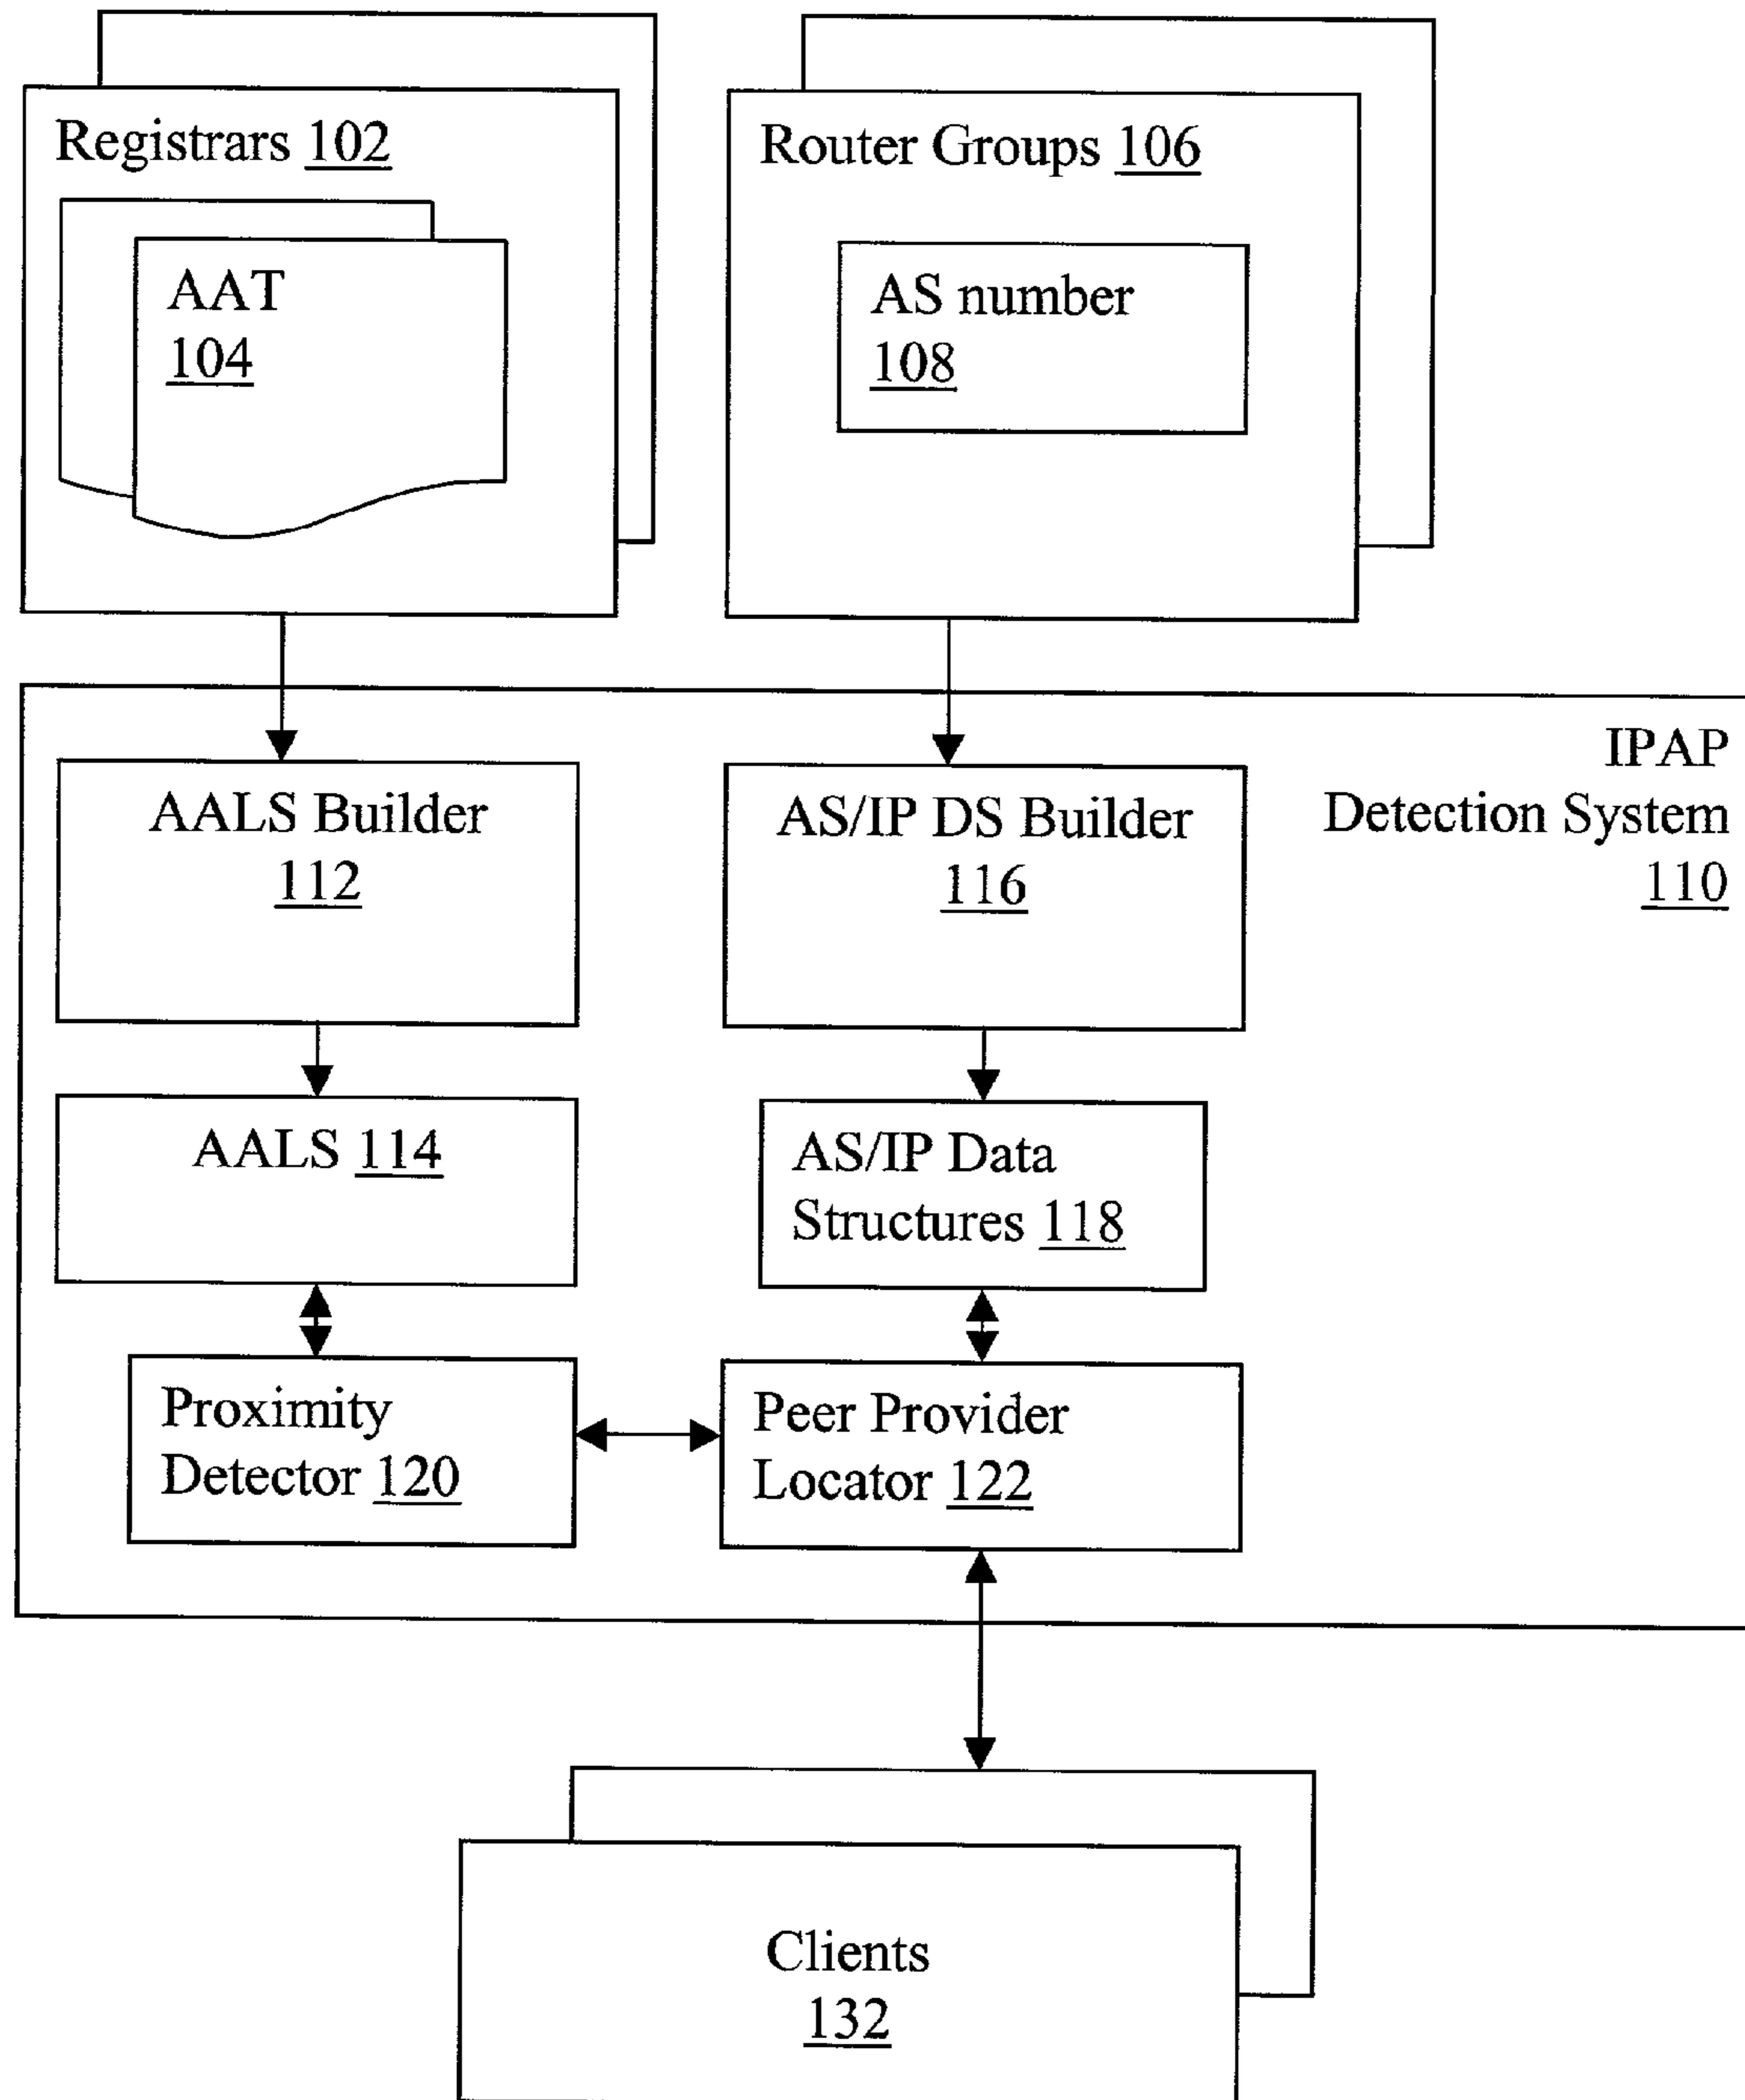 Registrars 102
AAT
104
Router Groups 106
AS number
108
IPAP
Detection System
110
AALS Builder
112
AS/IP DS Builder
116
AALS 114
AS/IP Data
Structures 118
Proximity
Detector 120
Peer Provider
Locator 122
Clients
132